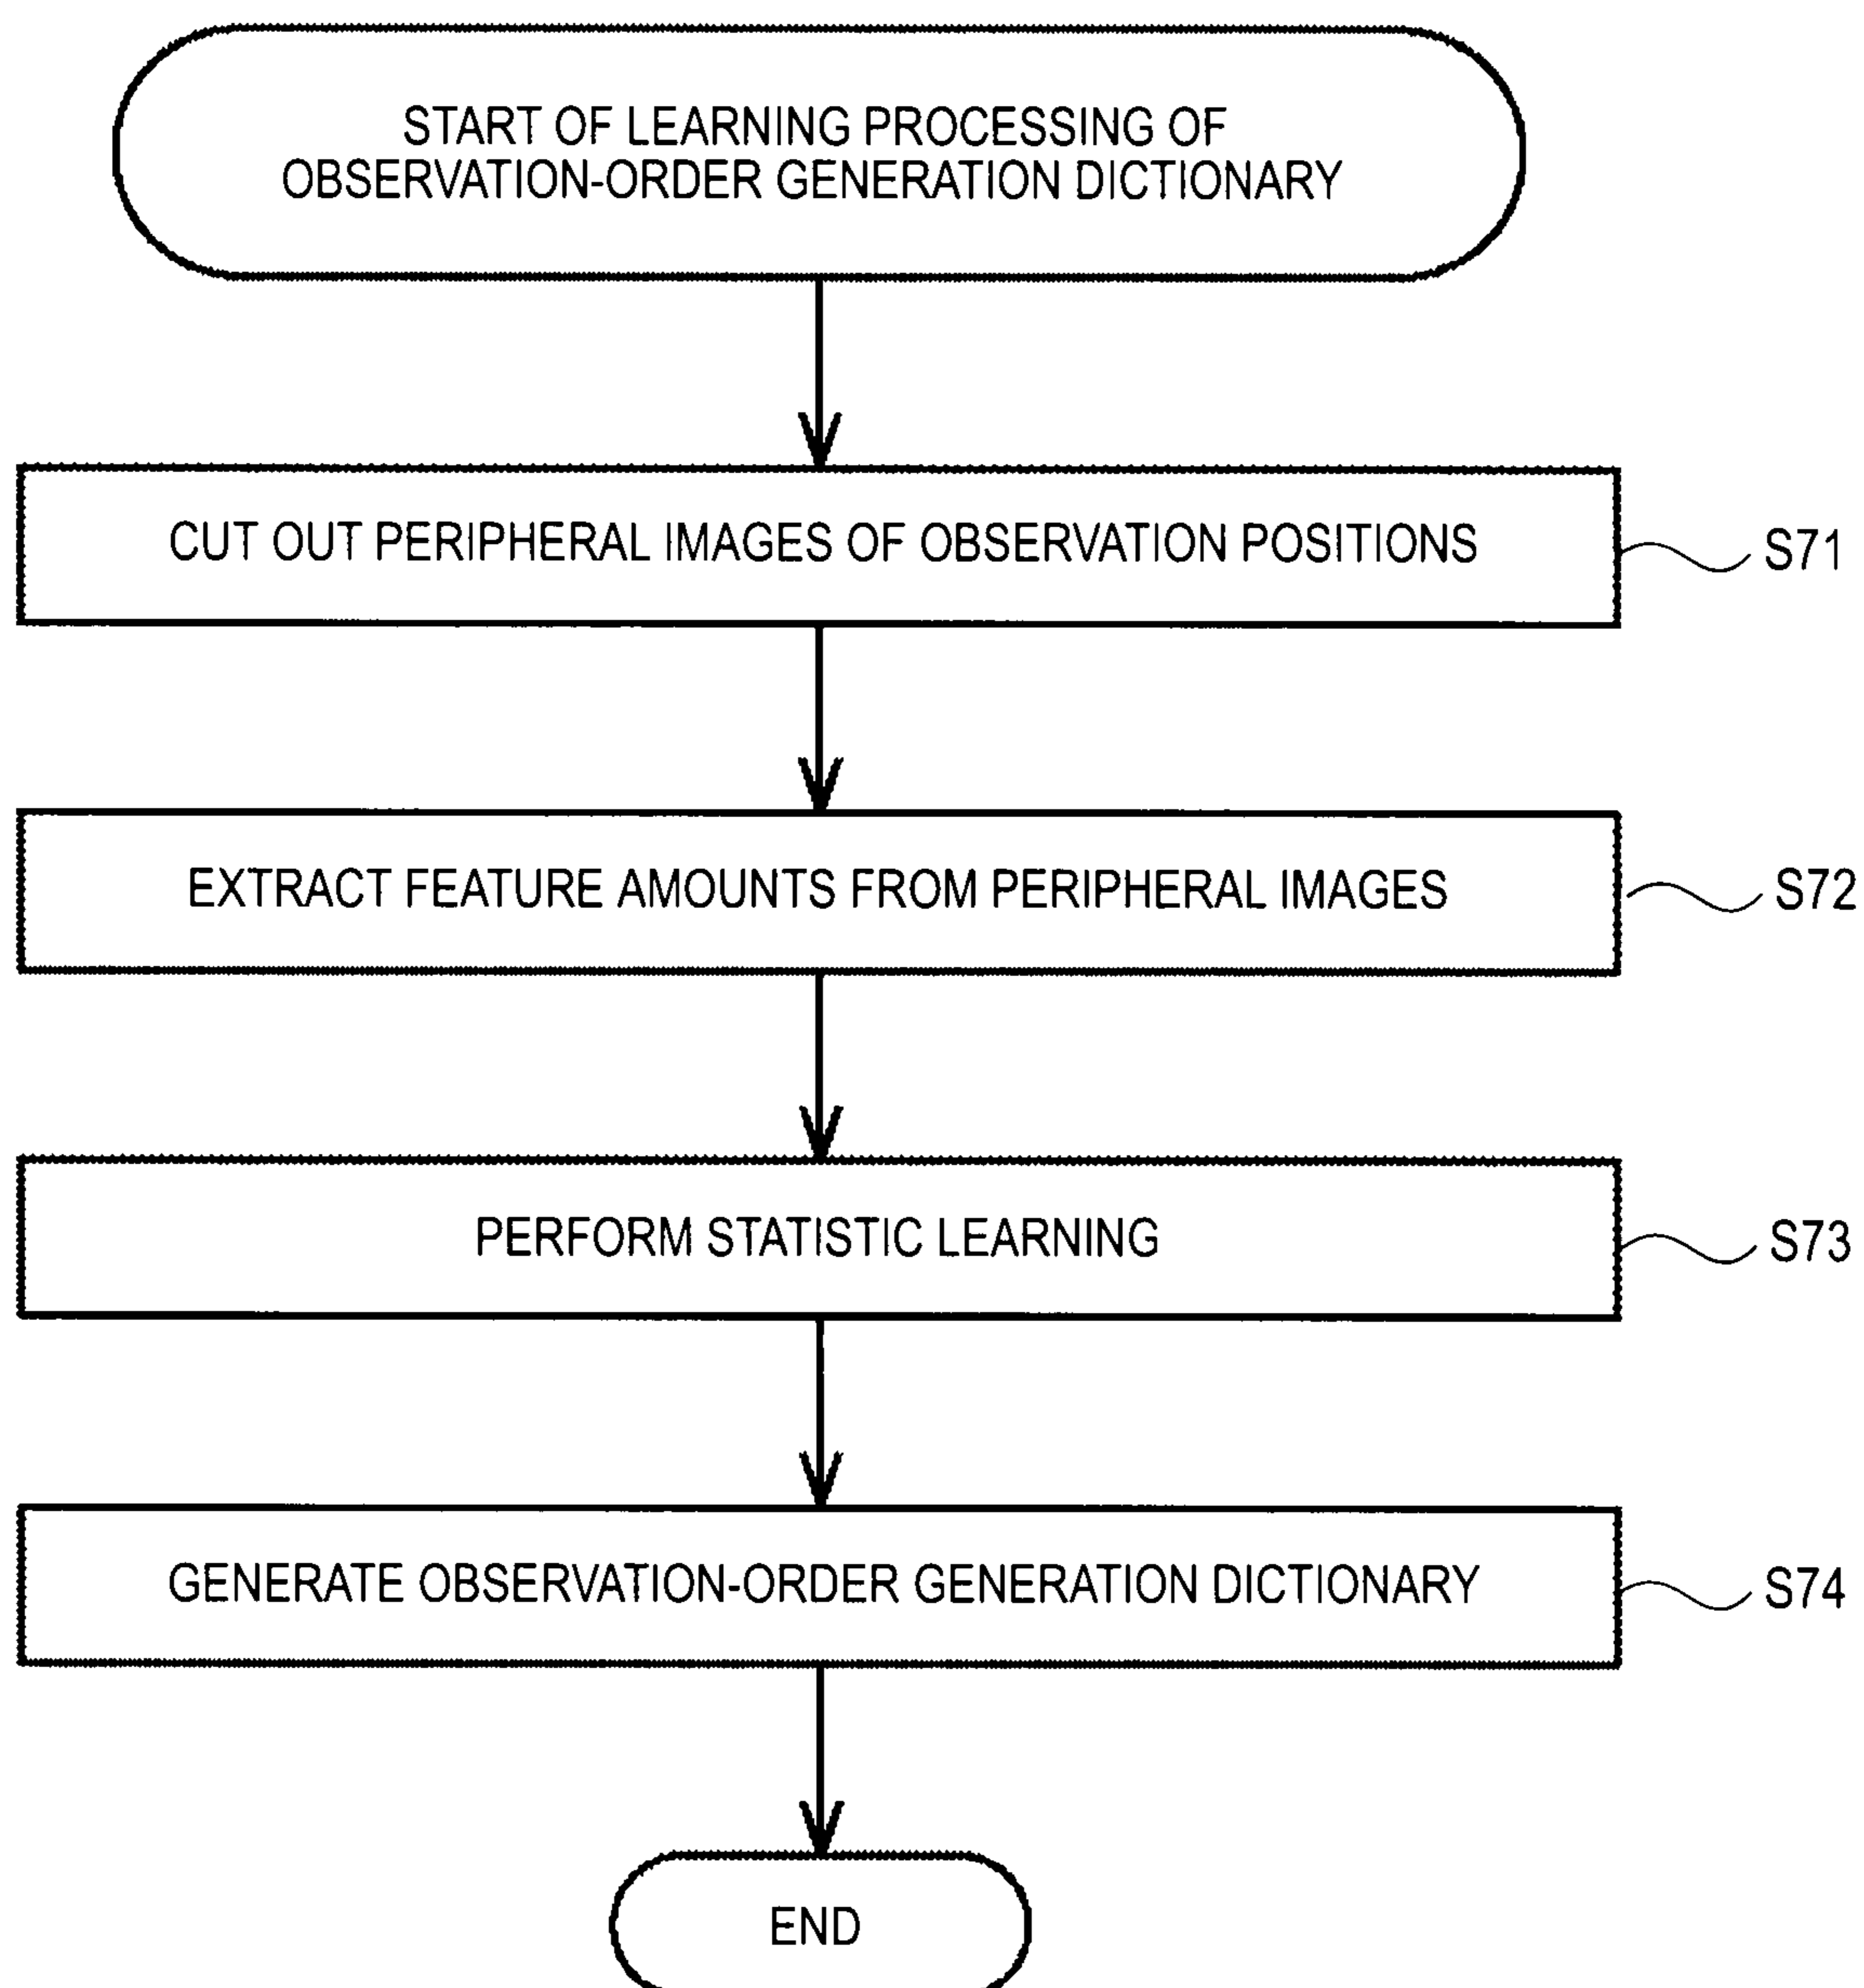 START OF LEARNING PROCESSING OF
OBSERVATION-ORDER GENERATION DICTIONARY
CUT OUT PERIPHERAL IMAGES OF OBSERVATION POSITIONS
S71
EXTRACT FEATURE AMOUNTS FROM PERIPHERAL IMAGES
S72
PERFORM STATISTIC LEARNING
S73
GENERATE OBSERVATION-ORDER GENERATION DICTIONARY
S74
END